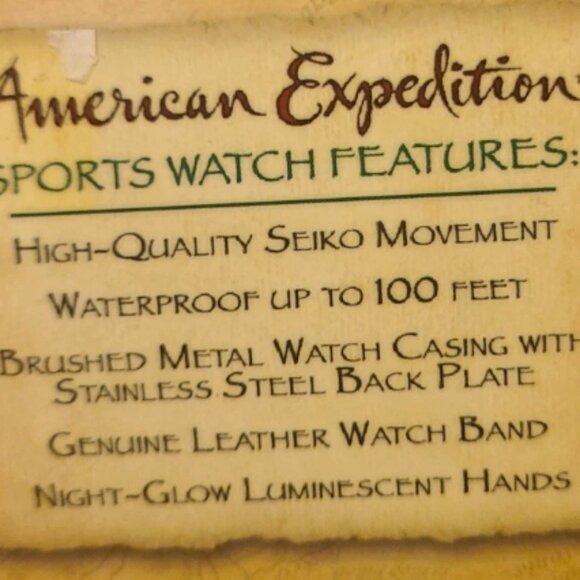 American Expedition
SPORTS WATCH FEATURES:
HIGH-QUALITY SEIKO MOVEMENT
WATERPROOF UP TO 100 FEET
BRUSHED METAL WATCH CASING WITH
STAINLESS STEEL BACK PLATE
GENUINE LEATHER WATCH BAND
NIGHT-GLOW LUMINESCENT HANDS